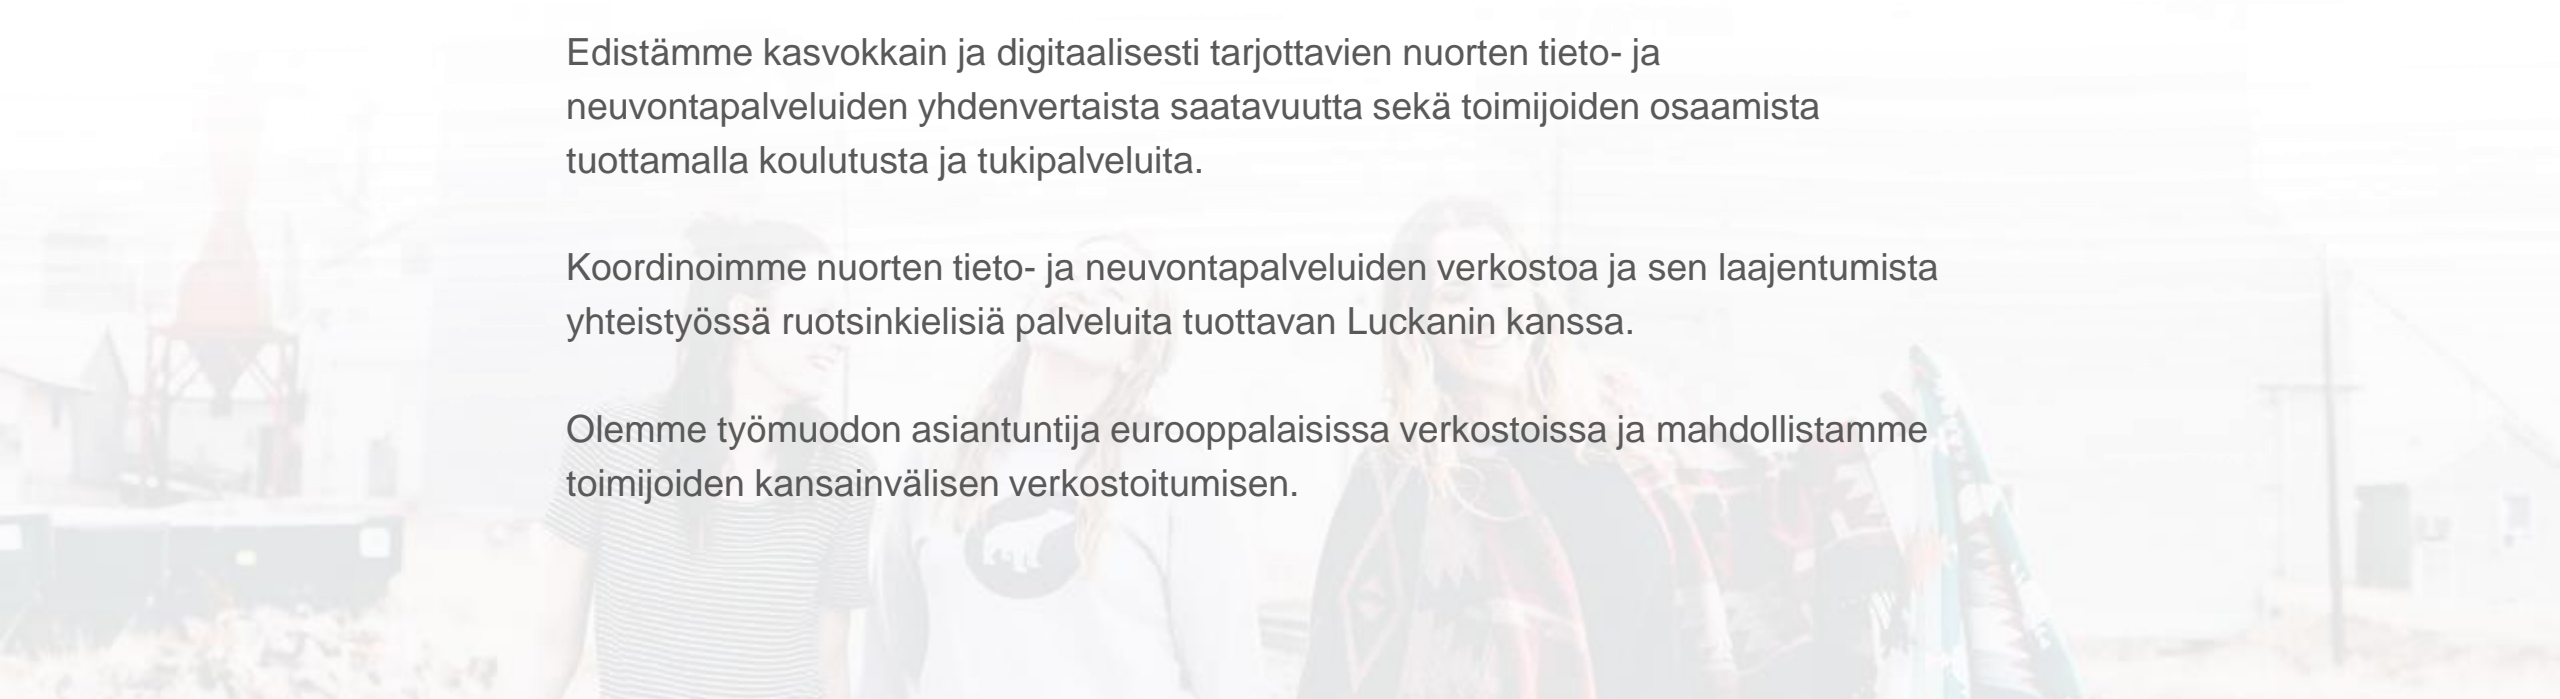 Edistämme kasvokkain ja digitaalisesti tarjottavien nuorten tieto- ja
neuvontapalveluiden yhdenvertaista saatavuutta sekä toimijoiden osaamista
tuottamalla koulutusta ja tukipalveluita.
Koordinoimme nuorten tieto- ja neuvontapalveluiden verkostoa ja sen laajentumista
yhteistyössä ruotsinkielisiä palveluita tuottavan Luckanin kanssa.
Olemme työmuodon asiantuntija eurooppalaisissa verkostoissa ja mahdollistamme
toimijoiden kansainvälisen verkostoitumisen.